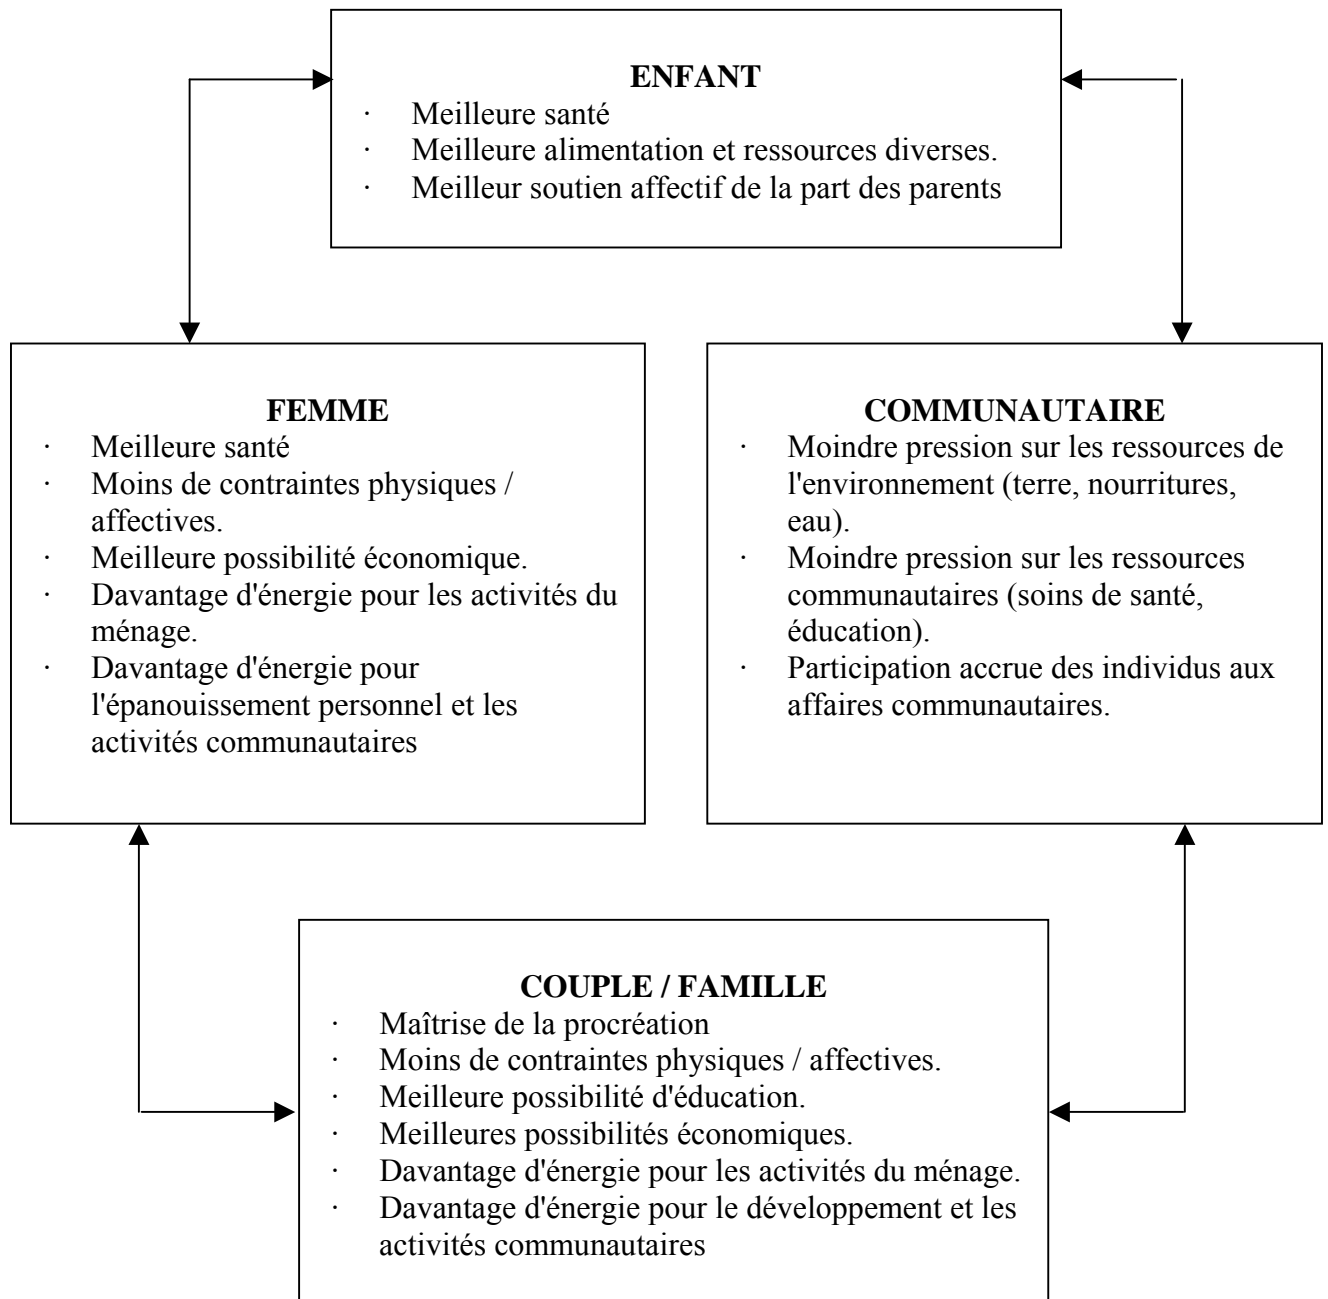 ENFANT
· Meilleure santé
· Meilleure alimentation et ressources diverses.
· Meilleur soutien affectif de la part des parents
FEMME
· Meilleure santé
· Moins de contraintes physiques /
affectives.
· Meilleure possibilité économique.
· Davantage d'énergie pour les activités du
ménage.
· Davantage d'énergie pour
l'épanouissement personnel et les
activités communautaires
COMMUNAUTAIRE
· Moindre pression sur les ressources de
l'environnement (terre, nourritures,
eau).
· Moindre pression sur les ressources
communautaires (soins de santé,
éducation).
· Participation accrue des individus aux
affaires communautaires.
COUPLE / FAMILLE
· Maîtrise de la procréation
· Moins de contraintes physiques / affectives.
· Meilleure possibilité d'éducation.
· Meilleures possibilités économiques.
· Davantage d'énergie pour les activités du ménage.
· Davantage d'énergie pour le développement et les
activités communautaires